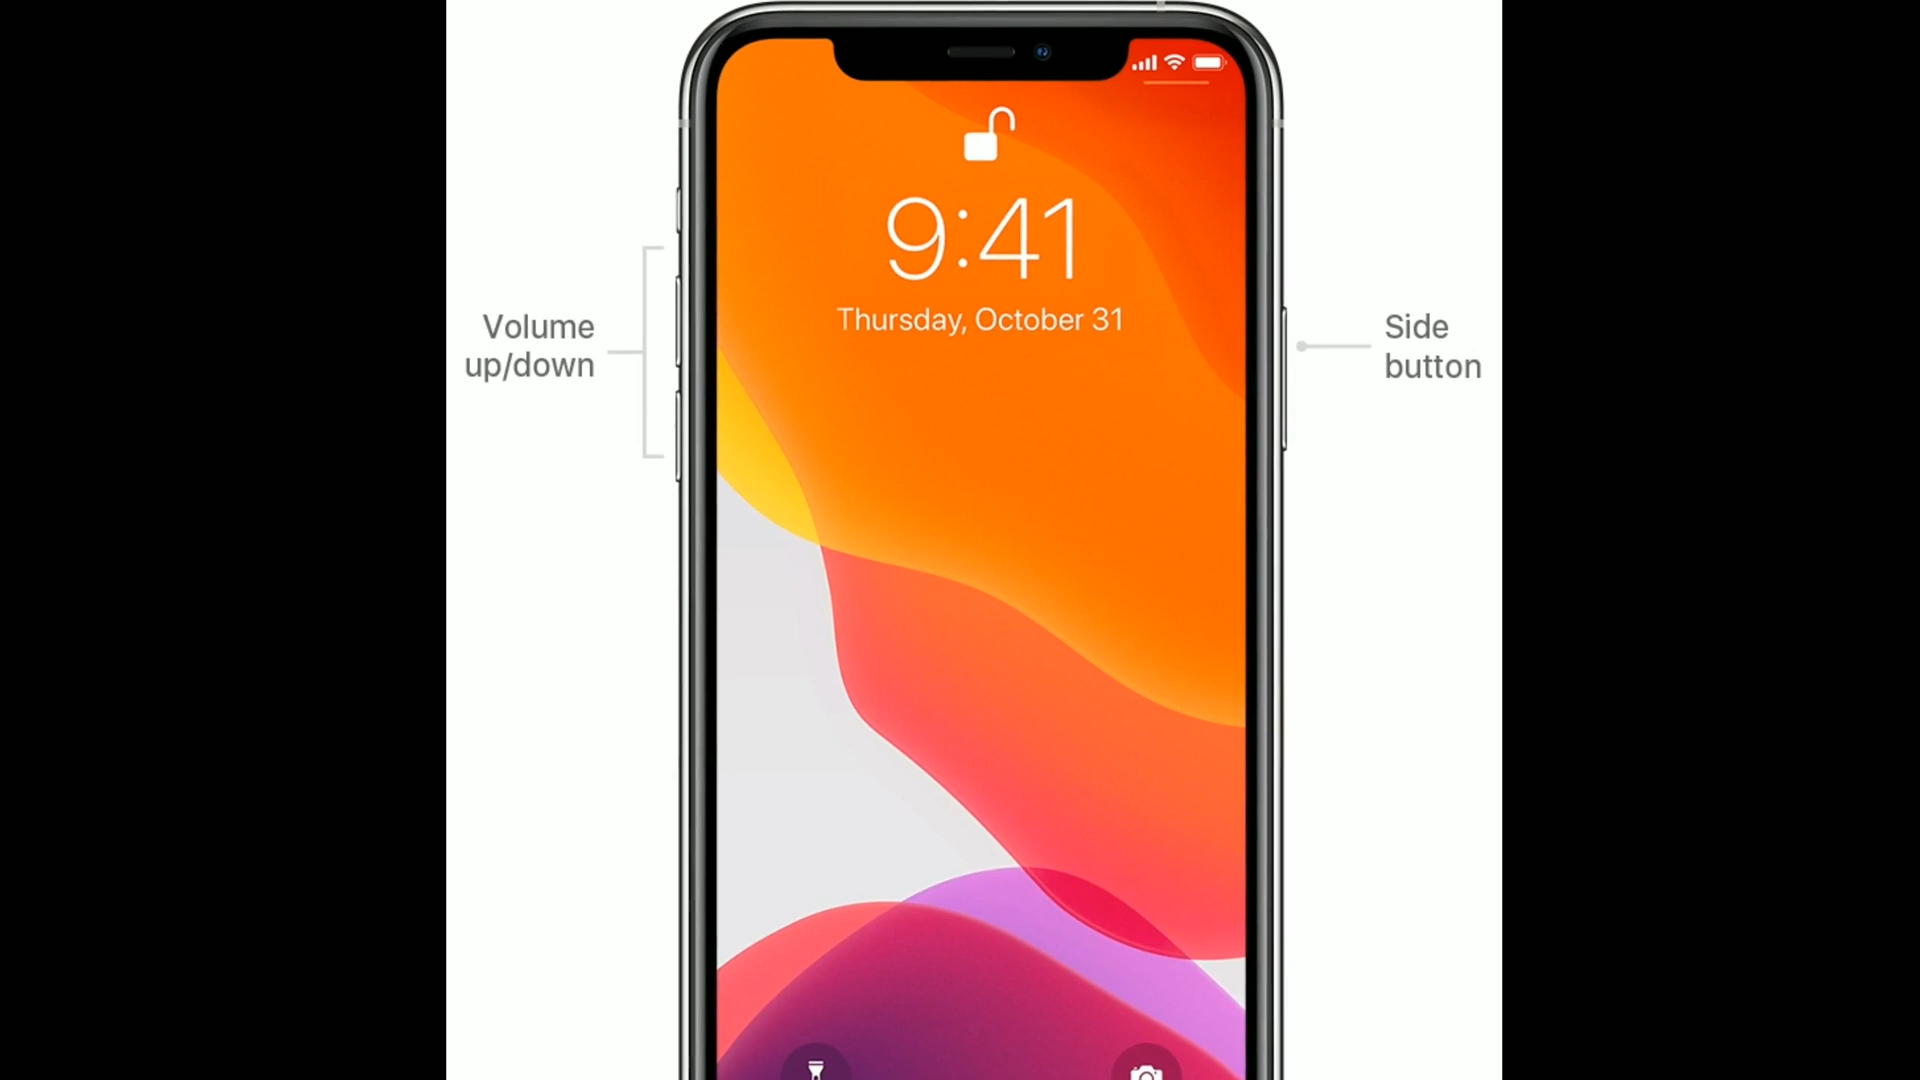 9:41
Thursday, October 31
Volume
up/down
Side
button